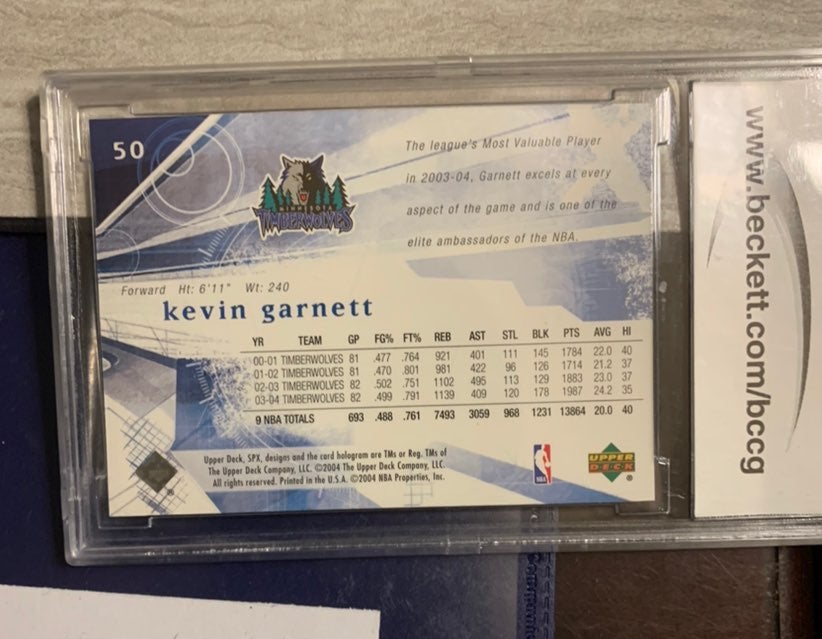 50
MINNESOTA
TIMBERWOLVES
The league's Most Valuable Player
in 2003-04, Garnett excels at every
aspect of the game and is one of the
elite ambassadors of the NBA.
Forward Ht: 6'11" Wt: 240
kevin garnett
YR TEAM GP FG% FT% REB AST STL BLK PTS AVG HI
00-01 TIMBERWOLVES 81 .477 .764 921 401 111 145 1784 22.0 40
01-02 TIMBERWOLVES 81 .470 .801 981 422 96 126 1714 21.2 37
02-03 TIMBERWOLVES 82 .502 .751 1102 495 113 129 1883 23.0 37
03-04 TIMBERWOLVES 82 .499 .791 1139 409 120 178 1987 24.2 35
9 NBA TOTALS 693 .488 .761 7493 3059 968 1231 13864 20.0 40
Upper Deck, SPX, designs and the card hologram are TMs or Reg. TMs of
The Upper Deck Company, LLC. ©2004 The Upper Deck Company, LLC.
All rights reserved. Printed in the U.S.A. ©2004 NBA Properties, Inc.
NBA
UPPER
DECK
®
www.beckett.com/bccg